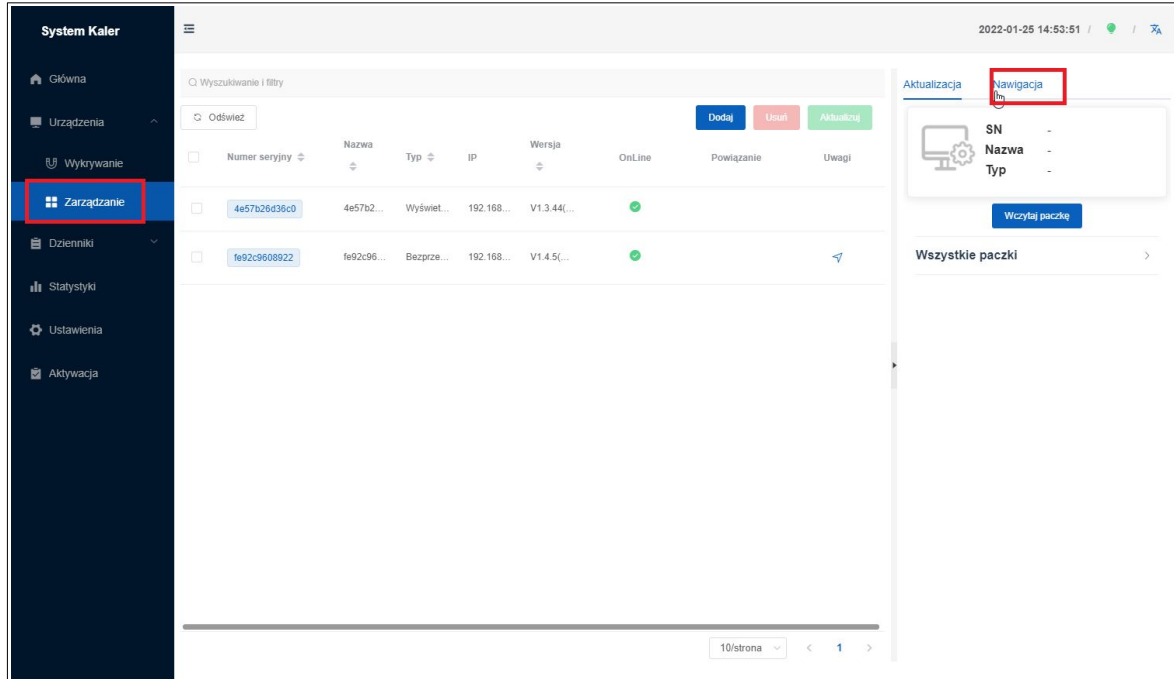 System Kaler
2022-01-25 14:53:51 / /
Główna
Urządzenia
Wykrywanie
Zarządzanie
Dzienniki
Statystyki
Ustawienia
Aktywacja
Wyszukiwanie i filtry
Odśwież
Dodaj Usuń Aktualizuj
Numer seryjny Nazwa Typ IP Wersja OnLine Powiązanie Uwagi
4e57b26d36c0 4e57b2... Wyświet... 192.168... V1.3.44(...
fe92c9608922 fe92c96... Bezprze... 192.168... V1.4.5(...
10/strona < 1 >
Aktualizacja Nawigacja
SN -
Nazwa -
Typ -
Wczytaj paczkę
Wszystkie paczki >